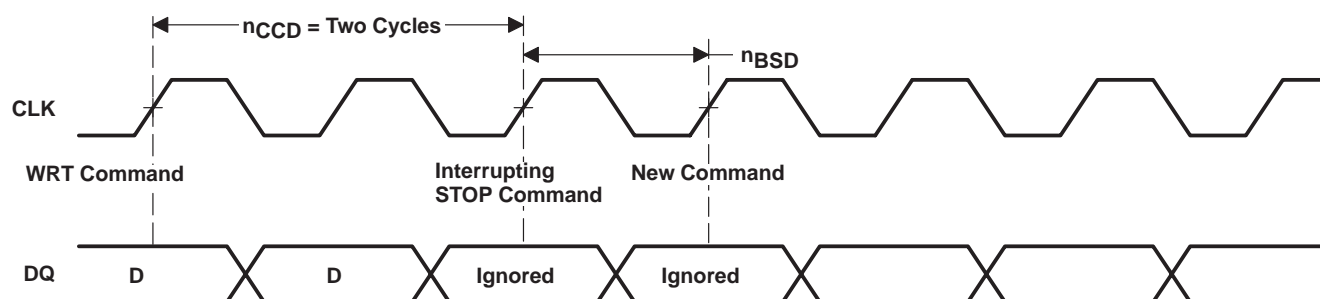 nCCD = Two Cycles
nBSD
CLK
WRT Command
Interrupting
STOP Command
New Command
DQ
D
D
Ignored
Ignored